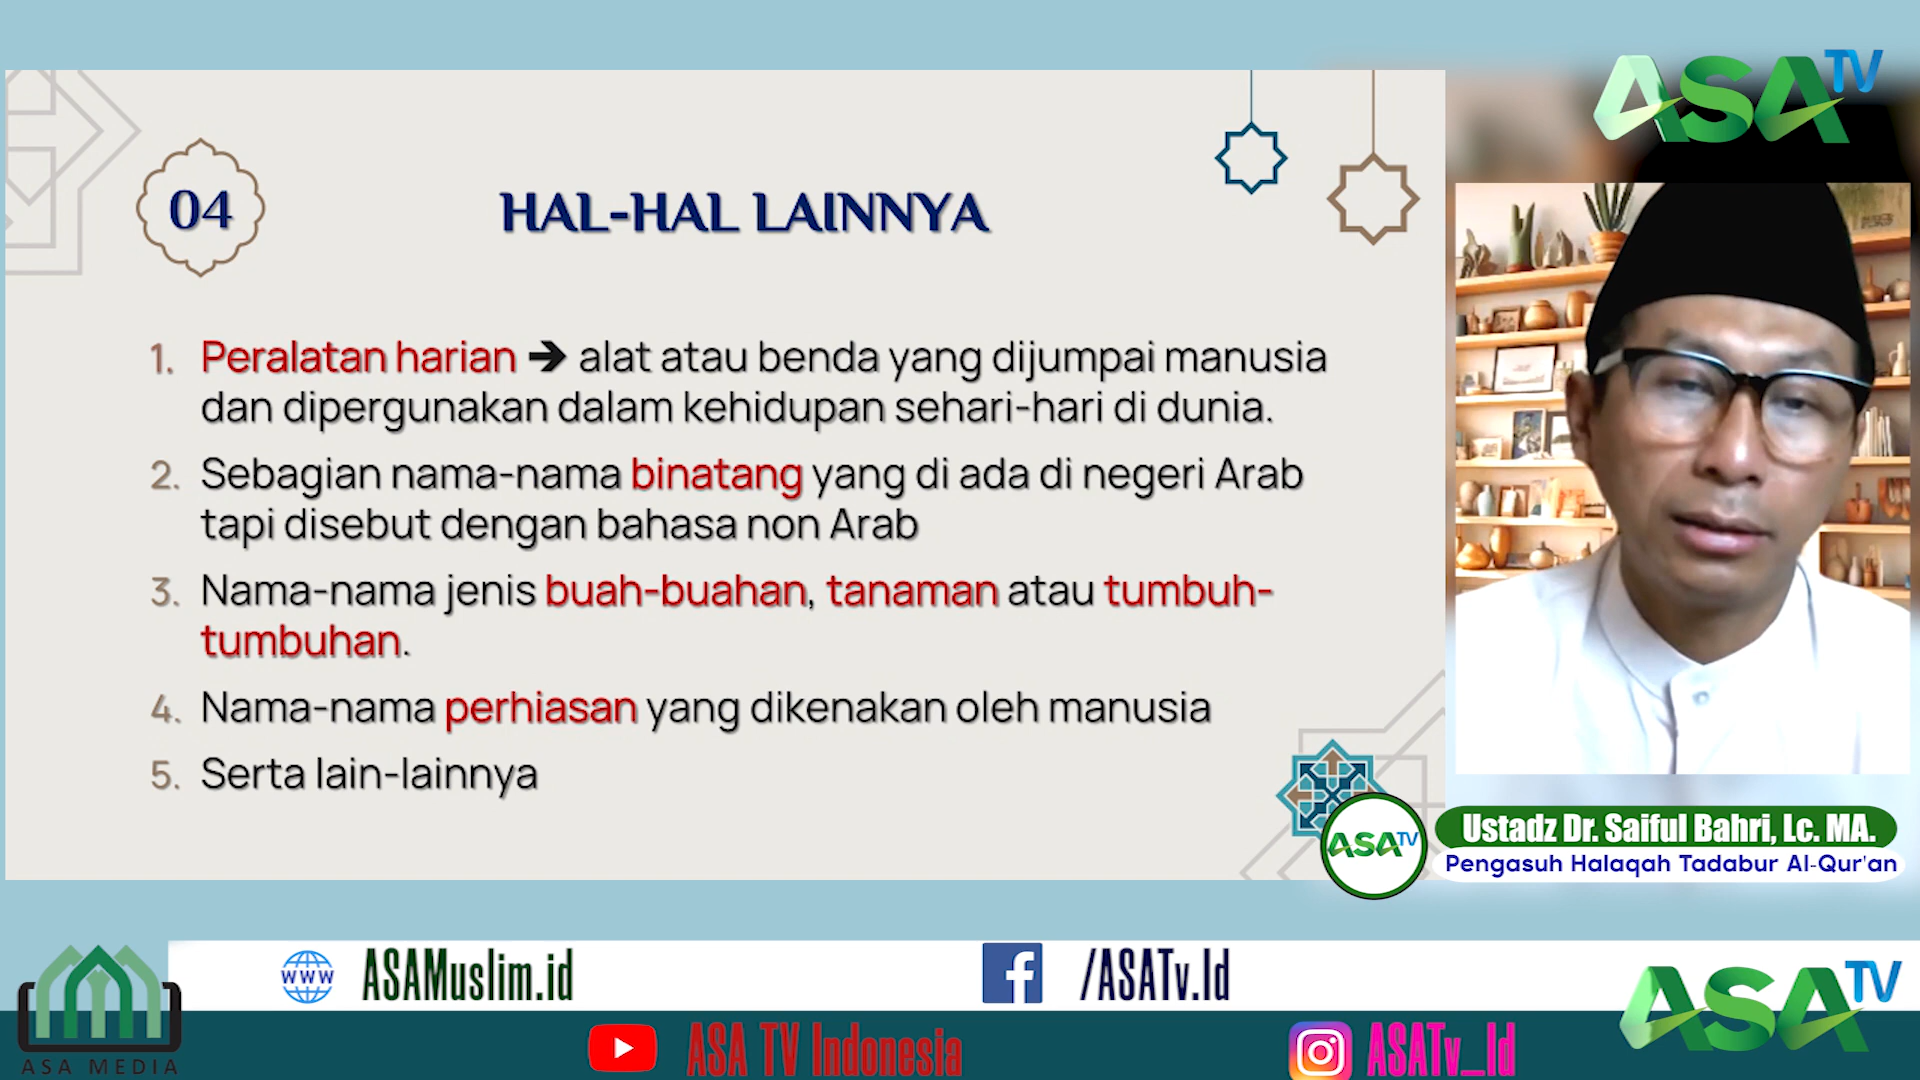 ASA TV
04
HAL-HAL LAINNYA
1. Peralatan harian ➔ alat atau benda yang dijumpai manusia
dan dipergunakan dalam kehidupan sehari-hari di dunia.
2. Sebagian nama-nama binatang yang di ada di negeri Arab
tapi disebut dengan bahasa non Arab
3. Nama-nama jenis buah-buahan, tanaman atau tumbuh-
tumbuhan.
4. Nama-nama perhiasan yang dikenakan oleh manusia
5. Serta lain-lainnya
ASA TV
Ustadz Dr. Saiful Bahri, Lc. MA.
Pengasuh Halaqah Tadabur Al-Qur'an
www
ASAMuslim.id
/ASATv.Id
ASA TV
ASA MEDIA
ASA TV Indonesia
ASATv_Id